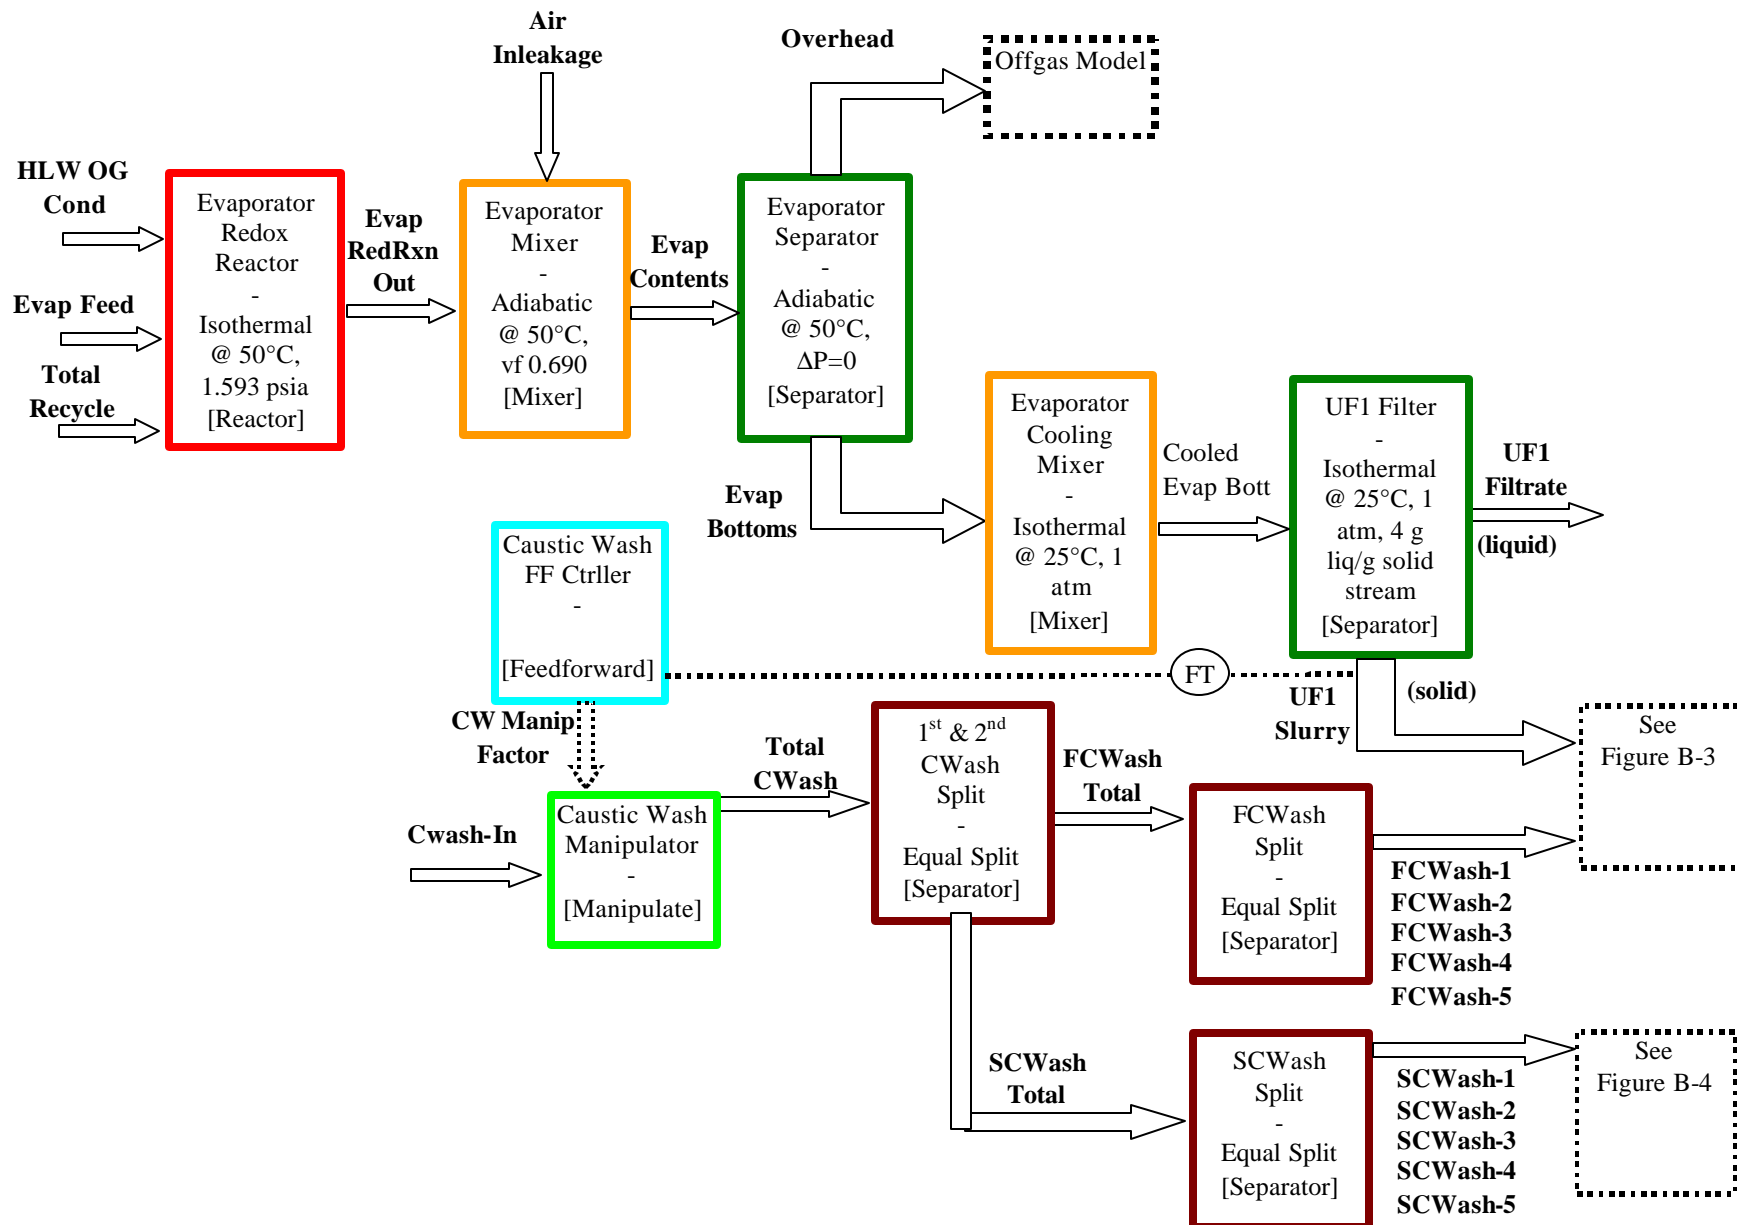 Air
Inleakage
Overhead
Offgas Model
HLW OG
Cond
Evap Feed
Total
Recycle
Evaporator
Redox
Reactor
-
Isothermal
@ 50°C,
1.593 psia
[Reactor]
Evap
RedRxn
Out
Evaporator
Mixer
-
Adiabatic
@ 50°C,
vf 0.690
[Mixer]
Evap
Contents
Evaporator
Separator
-
Adiabatic
@ 50°C,
ΔP=0
[Separator]
Evap
Bottoms
Evaporator
Cooling
Mixer
-
Isothermal
@ 25°C, 1
atm
[Mixer]
Cooled
Evap Bott
UF1 Filter
-
Isothermal
@ 25°C, 1
atm, 4 g
liq/g solid
stream
[Separator]
UF1
Filtrate
(liquid)
Caustic Wash
FF Ctrller
-
[Feedforward]
FT
UF1
Slurry
(solid)
See
Figure B-3
CW Manip
Factor
Cwash-In
Caustic Wash
Manipulator
-
[Manipulate]
Total
CWash
1st & 2nd
CWash
Split
-
Equal Split
[Separator]
FCWash
Total
FCWash
Split
-
Equal Split
[Separator]
FCWash-1
FCWash-2
FCWash-3
FCWash-4
FCWash-5
SCWash
Total
SCWash
Split
-
Equal Split
[Separator]
SCWash-1
SCWash-2
SCWash-3
SCWash-4
SCWash-5
See
Figure B-4